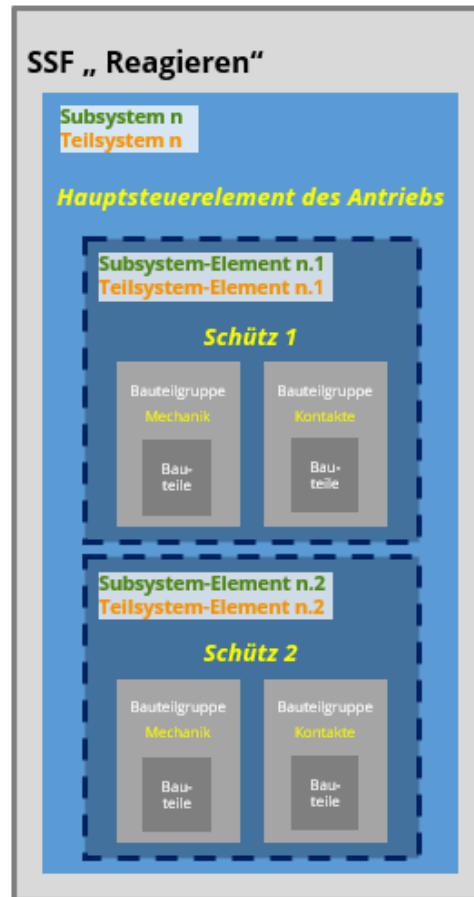 SSF „ Reagieren“
Subsystem n
Teilsystem n
Hauptsteuerelement des Antriebs
Subsystem-Element n.1
Teilsystem-Element n.1
Schütz 1
Bauteilgruppe
Mechanik
Bau-
teile
Bauteilgruppe
Kontakte
Bau-
teile
Subsystem-Element n.2
Teilsystem-Element n.2
Schütz 2
Bauteilgruppe
Mechanik
Bau-
teile
Bauteilgruppe
Kontakte
Bau-
teile